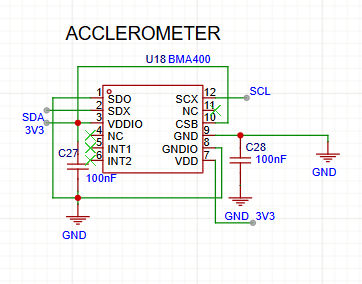 ACCLEROMETER
U18 BMA400
1 SDO SCX 12 SCL
2 SDX NC 11
SDA 3 VDDIO CSB 10
3V3 4 NC GND 9
C27 5 INT1 GNDIO 8 C28
6 INT2 VDD 7 100nF
100nF
GND
GND 3V3
GND